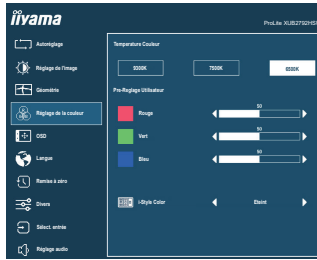 iiyama
ProLite XUB2792HS
Autoréglage
Réglage de l'image
Géométrie
Réglage de la couleur
OSD
Langue
Remise à zéro
Divers
Sélect. entrée
Réglage audio
Temperature Couleur
9300K 7500K 6500K
Pre-Reglage Utilisateur
Rouge 50
Vert 50
Bleu 50
i-Style Color Eteint